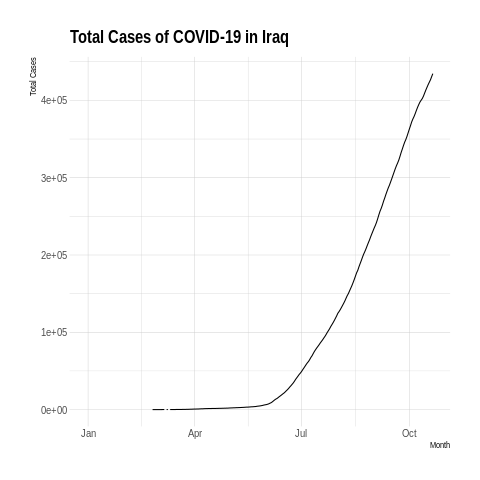 Total Cases of COVID-19 in Iraq
Total Cases
4e+05
3e+05
2e+05
1e+05
0e+00
Jan Apr Jul Oct
Month